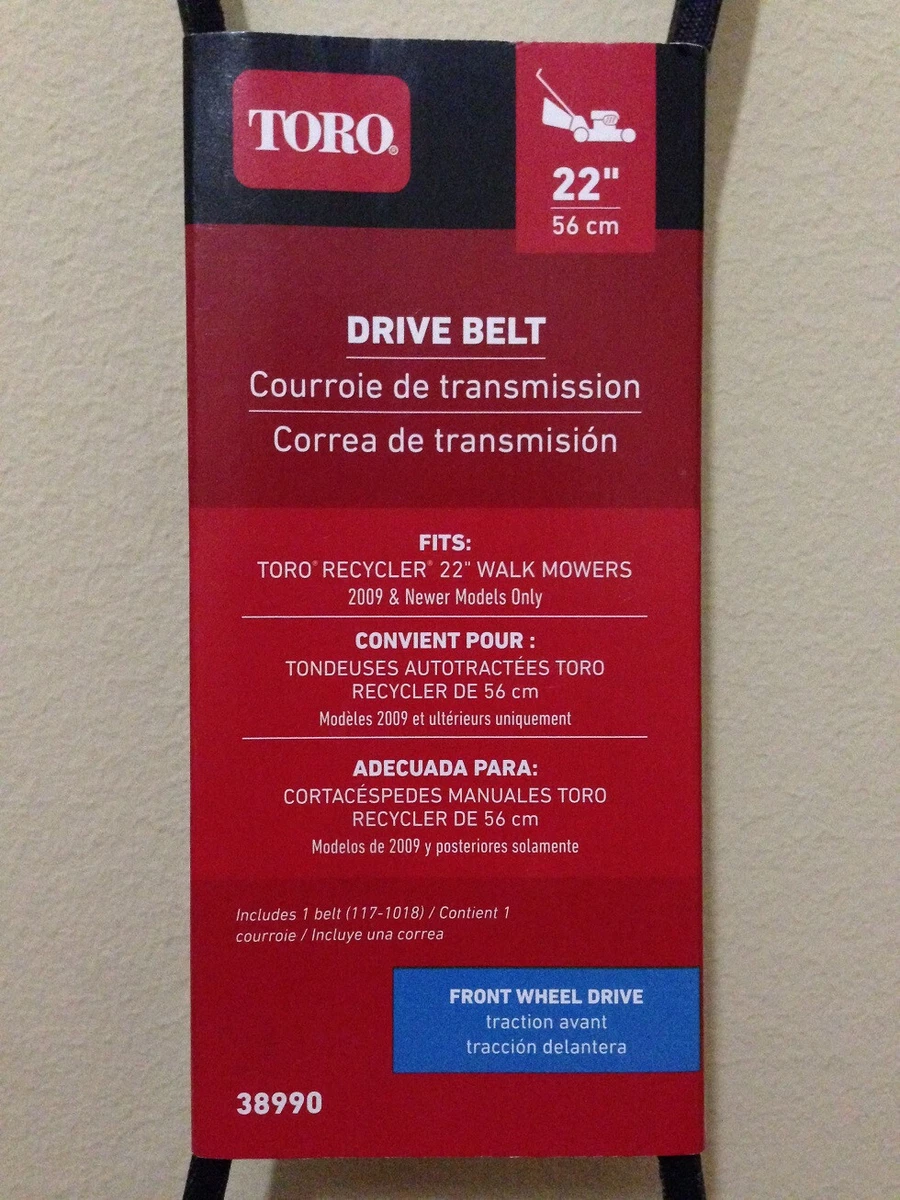 TORO®
22"
56 cm
DRIVE BELT
Courroie de transmission
Correa de transmisión
FITS:
TORO® RECYCLER® 22" WALK MOWERS
2009 & Newer Models Only
CONVIENT POUR :
TONDEUSES AUTOTRACTÉES TORO
RECYCLER DE 56 cm
Modèles 2009 et ultérieurs uniquement
ADECUADA PARA:
CORTACÉSPEDES MANUALES TORO
RECYCLER DE 56 cm
Modelos de 2009 y posteriores solamente
Includes 1 belt (117-1018) / Contient 1
courroie / Incluye una correa
FRONT WHEEL DRIVE
traction avant
tracción delantera
38990